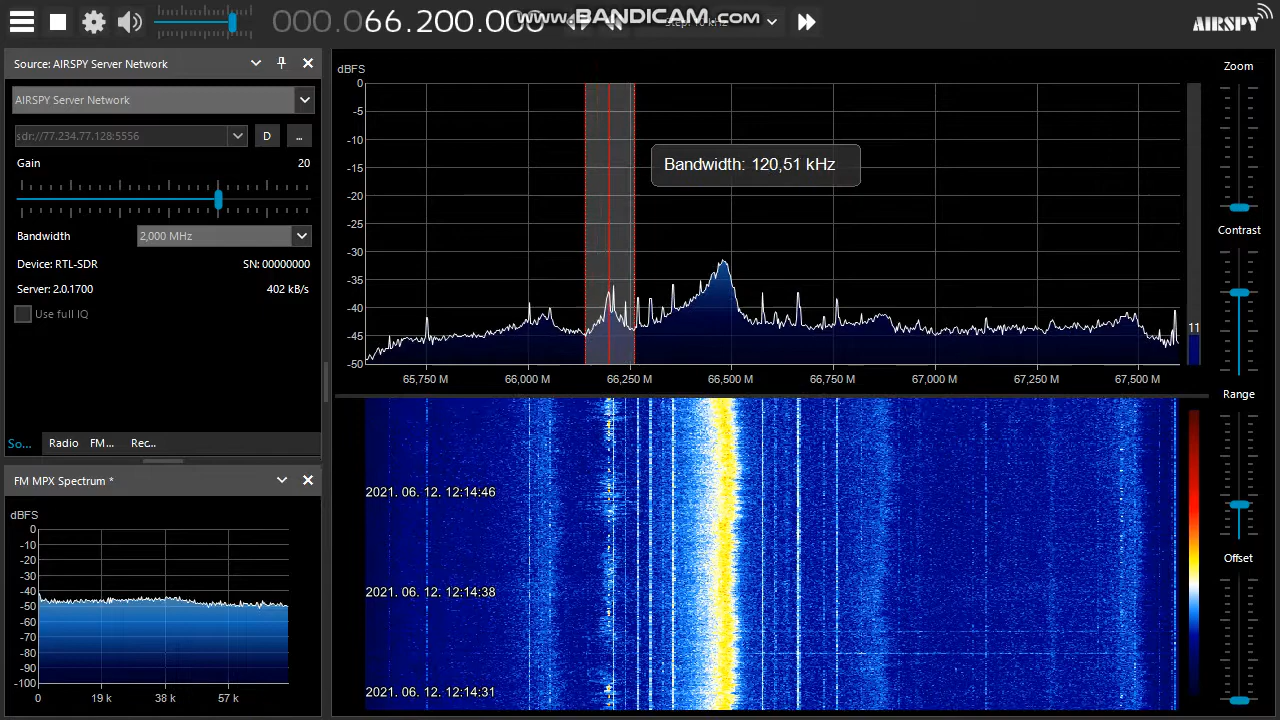 000.066.200.000
www.BANDICAM.com
Step: 10 kHz
AIRSPY
Source: AIRSPY Server Network
AIRSPY Server Network
sdr://77.234.77.128:5556
D
...
Gain
20
Bandwidth
2,000 MHz
Device: RTL-SDR
SN: 00000000
Server: 2.0.1700
402 kB/s
Use full IQ
So...
Radio
FM...
Rec...
FM MPX Spectrum
dBFS
0
-10
-20
-30
-40
-50
-60
-70
-80
-90
-100
0
19 k
38 k
57 k
dBFS
0
-5
-10
-15
-20
-25
-30
-35
-40
-45
-50
Bandwidth: 120.51 kHz
11
65,750 M
66,000 M
66,250 M
66,500 M
66,750 M
67,000 M
67,250 M
67,500 M
2021. 06. 12. 12:14:46
2021. 06. 12. 12:14:38
2021. 06. 12. 12:14:31
Zoom
Contrast
Range
Offset